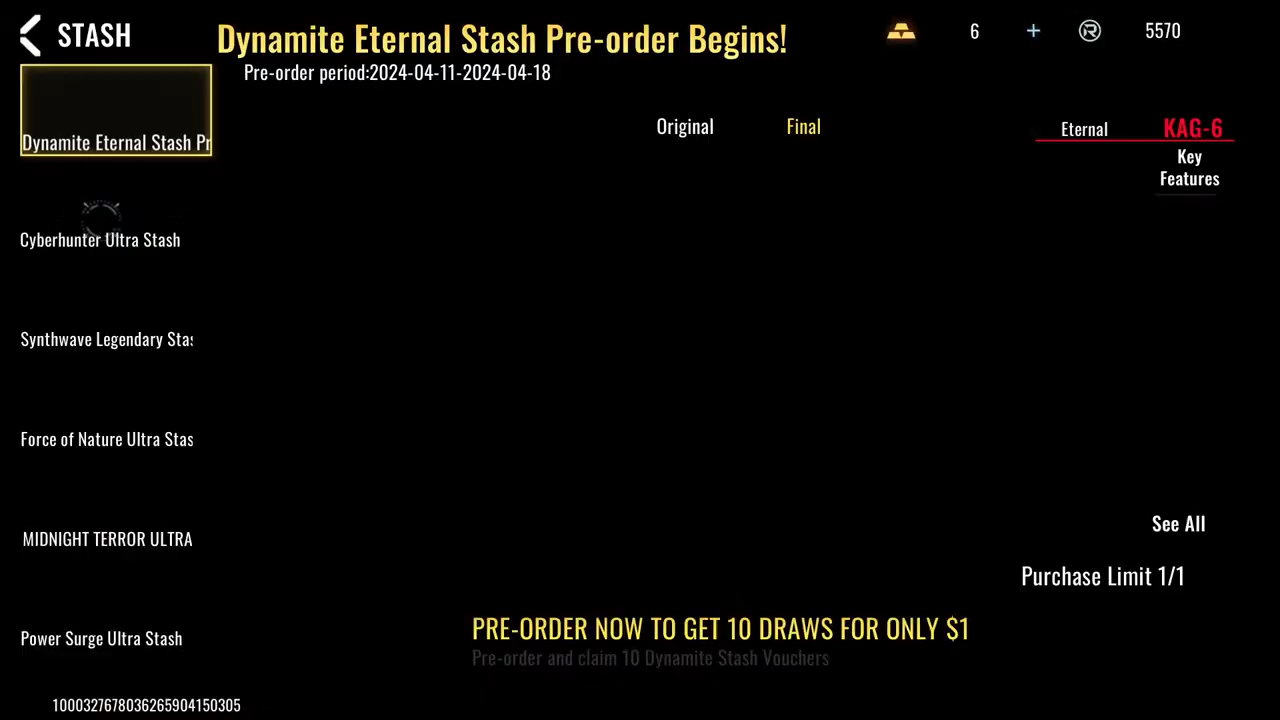 STASH
Dynamite Eternal Stash Pre-order Begins!
6
+
5570
Pre-order period:2024-04-11-2024-04-18
Dynamite Eternal Stash Pr
Original
Final
Eternal
KAG-6
Key
Features
Cyberhunter Ultra Stash
Synthwave Legendary Stas
Force of Nature Ultra Stas
MIDNIGHT TERROR ULTRA
Power Surge Ultra Stash
See All
Purchase Limit 1/1
PRE-ORDER NOW TO GET 10 DRAWS FOR ONLY $1
Pre-order and claim 10 Dynamite Stash Vouchers
1000327678036265904150305